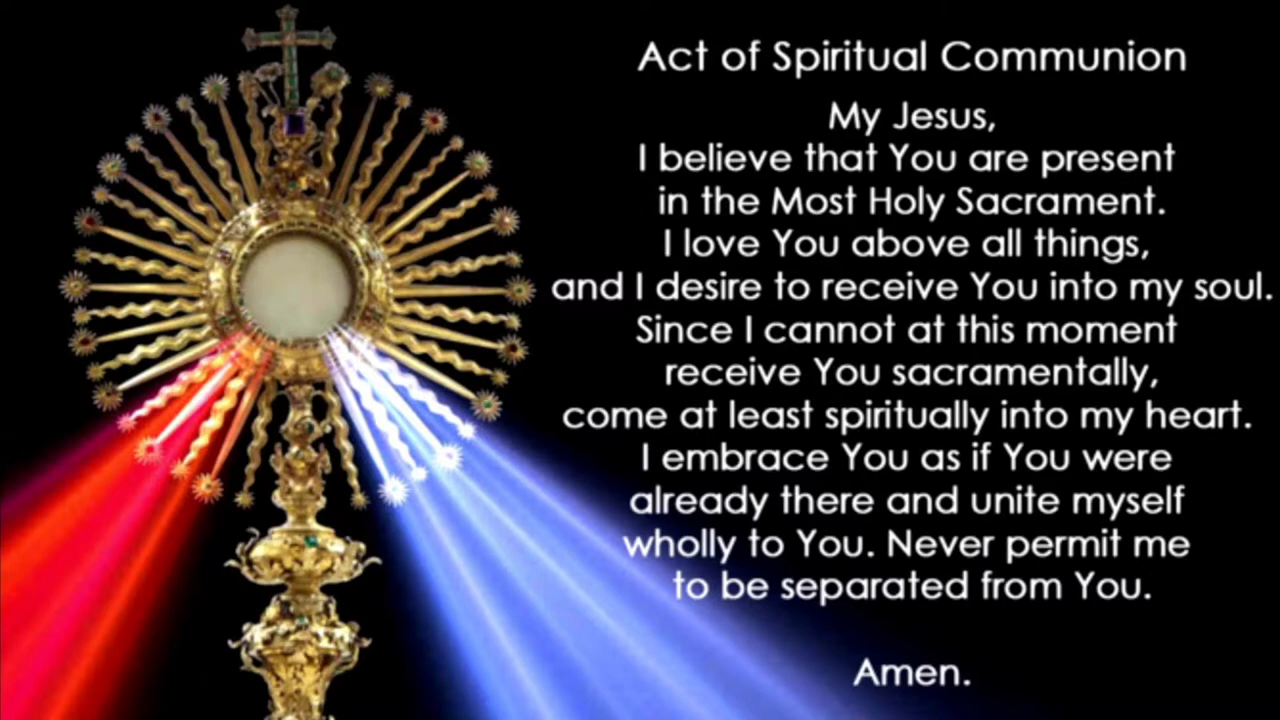 Act of Spiritual Communion
My Jesus,
I believe that You are present
in the Most Holy Sacrament.
I love You above all things,
and I desire to receive You into my soul.
Since I cannot at this moment
receive You sacramentally,
come at least spiritually into my heart.
I embrace You as if You were
already there and unite myself
wholly to You. Never permit me
to be separated from You.
Amen.